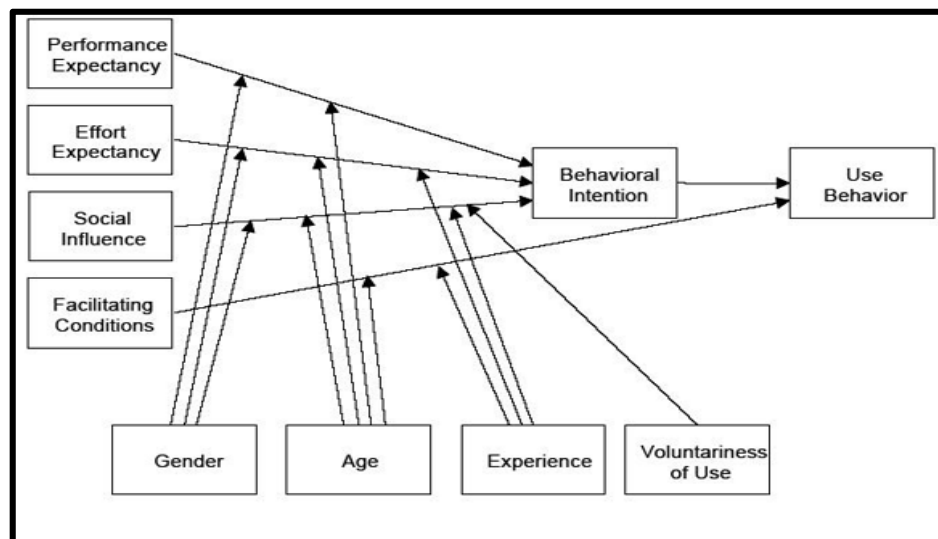 Performance
Expectancy
Effort
Expectancy
Social
Influence
Facilitating
Conditions
Behavioral
Intention
Use
Behavior
Gender
Age
Experience
Voluntariness
of Use